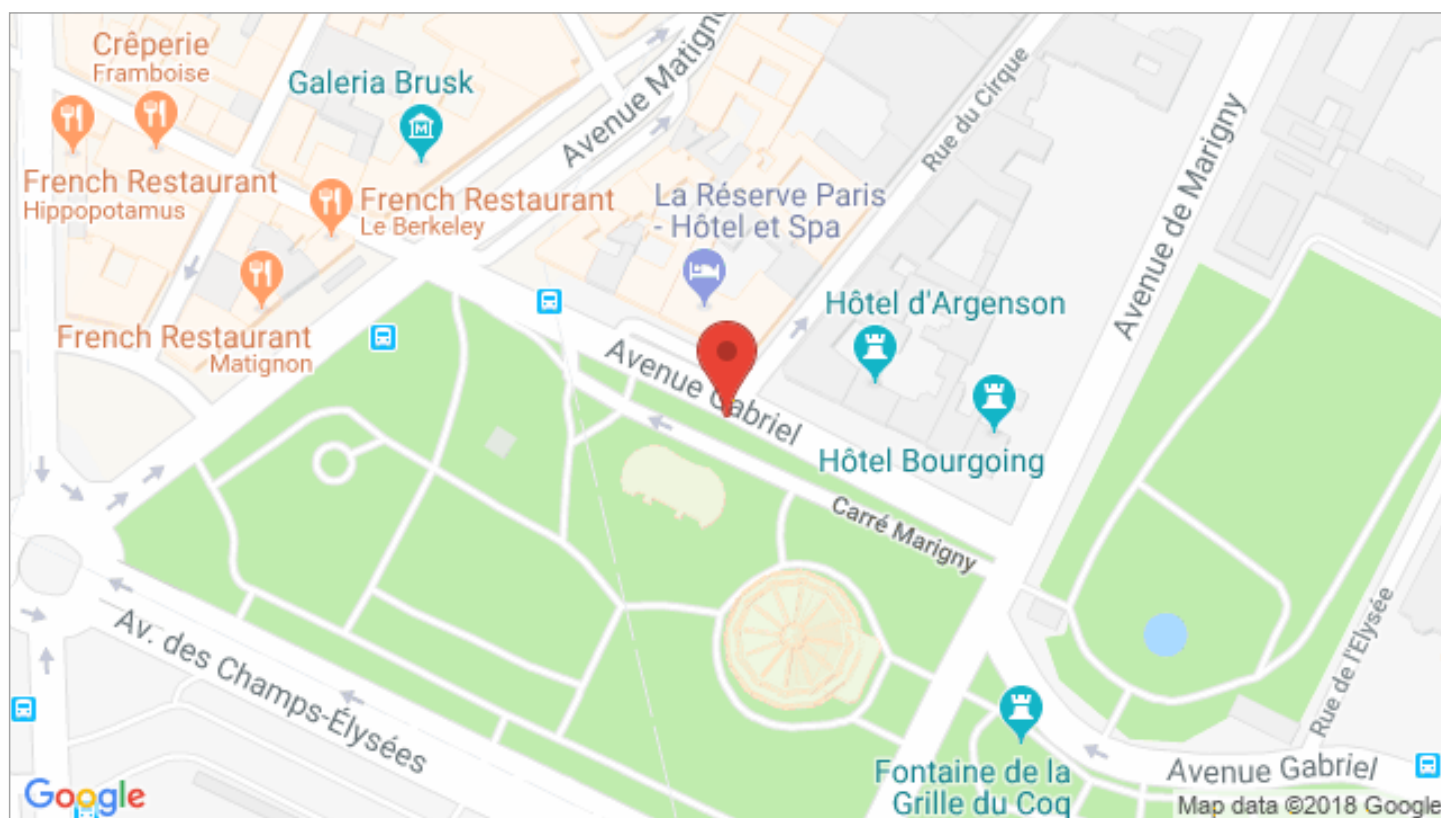 Crêperie
Framboise
Galeria Brusk
Avenue Matigno
Rue du Cirque
Avenue de Marigny
French Restaurant
Hippopotamus
French Restaurant
Le Berkeley
La Réserve Paris
- Hôtel et Spa
Hôtel d'Argenson
French Restaurant
Matignon
Avenue Gabriel
Hôtel Bourgoing
Carré Marigny
Av. des Champs-Élysées
Rue de l'Elysée
Fontaine de la
Grille du Coq
Avenue Gabriel
Google
Map data ©2018 Google